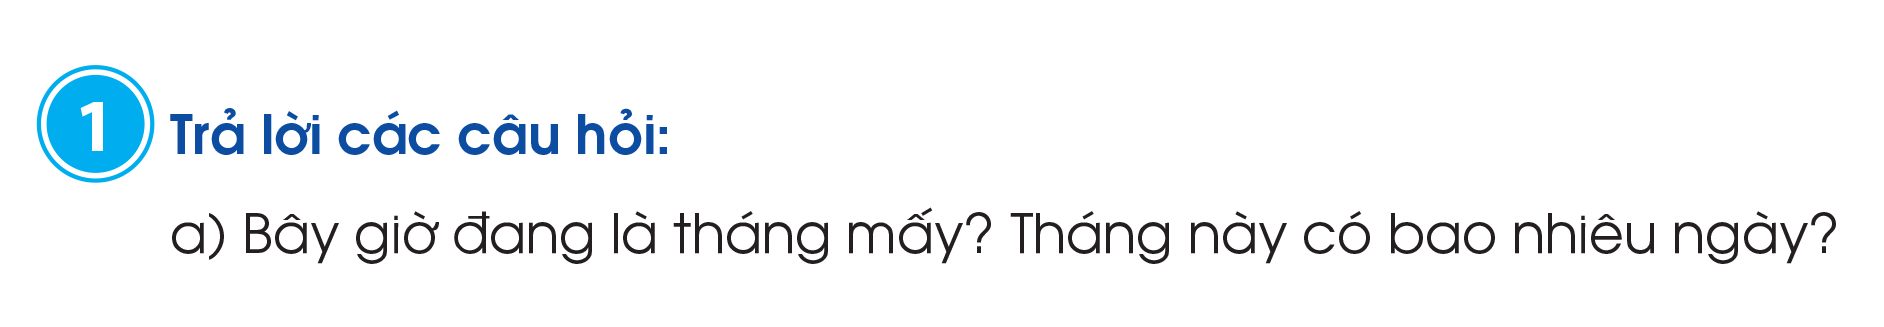 1 Trả lời các câu hỏi:
a) Bây giờ đang là tháng mấy? Tháng này có bao nhiêu ngày?